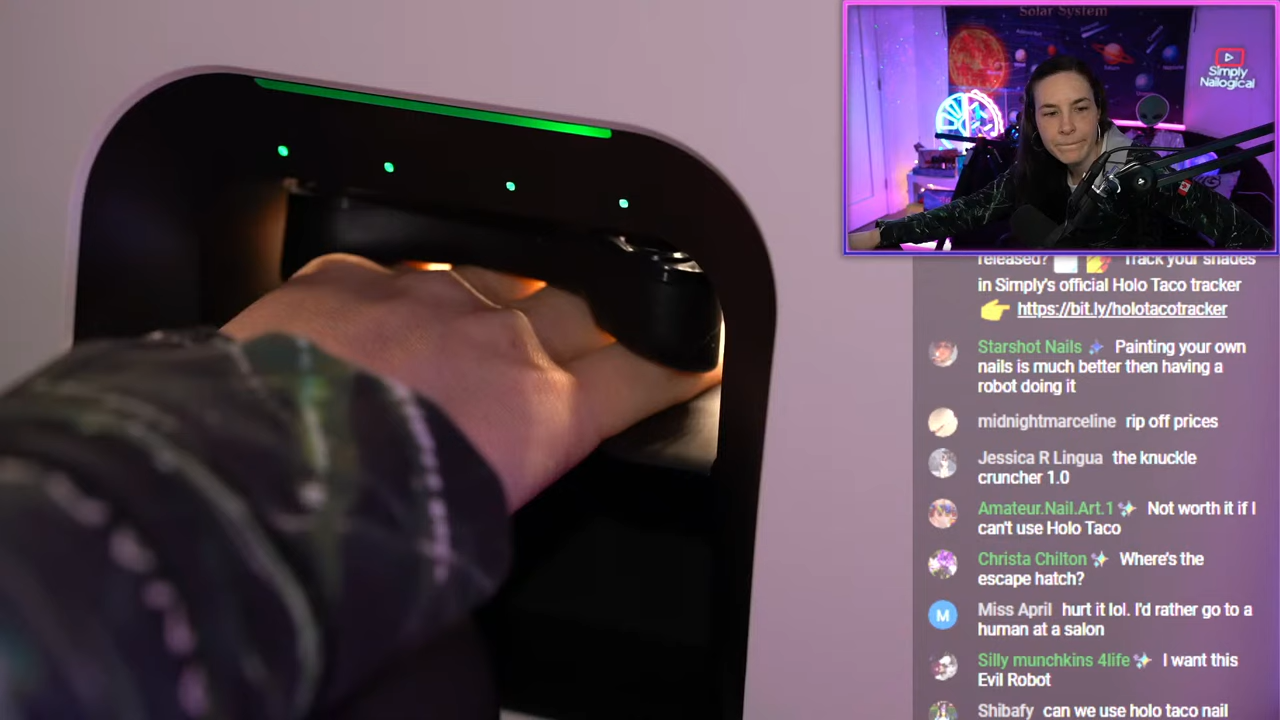 Solar System
Simply
Nailogical
released? Track your shades
in Simply's official Holo Taco tracker
https://bit.ly/holotacotracker
Starshot Nails Painting your own
nails is much better then having a
robot doing it
midnightmarceline rip off prices
Jessica R Lingua the knuckle
cruncher 1.0
Amateur.Nail.Art.1 Not worth it if I
can't use Holo Taco
Christa Chilton Where's the
escape hatch?
M
Miss April hurt it lol. I'd rather go to a
human at a salon
Silly munchkins 4life I want this
Evil Robot
Shibafy can we use holo taco nail